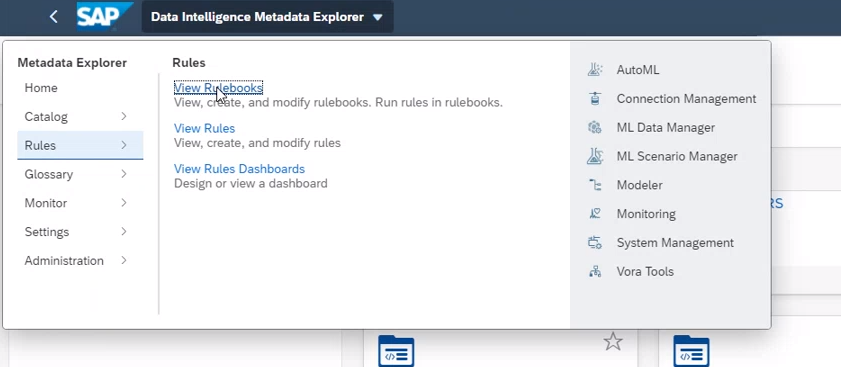 SAP Data Intelligence Metadata Explorer
Metadata Explorer
Home
Catalog
Rules
Glossary
Monitor
Settings
Administration
Rules
View Rulebooks
View, create, and modify rulebooks. Run rules in rulebooks.
View Rules
View, create, and modify rules
View Rules Dashboards
Design or view a dashboard
AutoML
Connection Management
ML Data Manager
ML Scenario Manager
Modeler
Monitoring
System Management
Vora Tools
RS